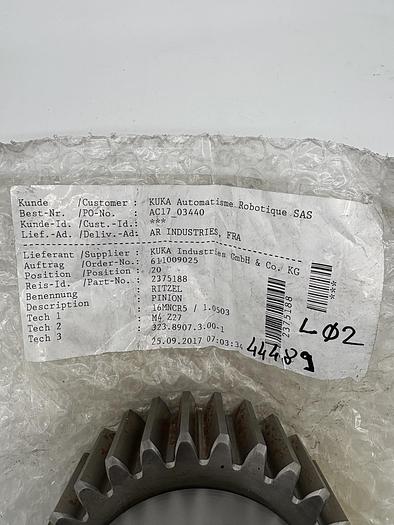 Kunde /Customer : KUKA Automatisme Robotique SAS
Best-Nr. /PO-No. : AC17_03440
Kunde-Id. /Cust.-Id.: ***
Lief.-Ad. /Deliv.-Ad: AR INDUSTRIES, FRA
Lieferant /Supplier : KUKA Industries GmbH & Co. KG
Auftrag /Order-No.: 611009025
Position /Position : 20
Reis-Id. /Part-No.: 2375188
Benennung : RITZEL
Description : PINION
Tech 1 : 16MNCR5 / 1.0503
Tech 2 : M4 Z27
Tech 3 : 323.8907.3.00-1
25.09.2017 07:03:34
2375188
***
LØ2
44489